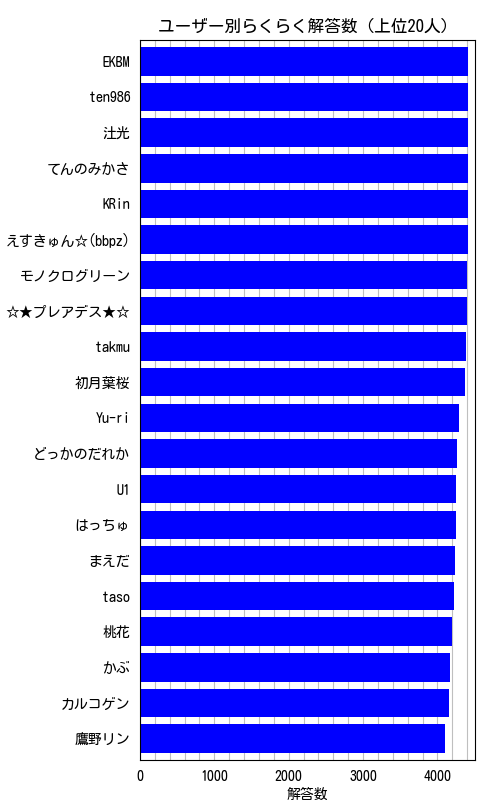 ユーザー別らくらく解答数（上位20人）
EKBM
ten986
汢光
てんのみかさ
KRin
えすきゅん☆(bbpz)
モノクログリーン
☆★プレアデス★☆
takmu
初月葉桜
Yu-ri
どっかのだれか
U1
はっちゅ
まえだ
taso
桃花
かぶ
カルコゲン
鷹野リン
0 1000 2000 3000 4000
解答数